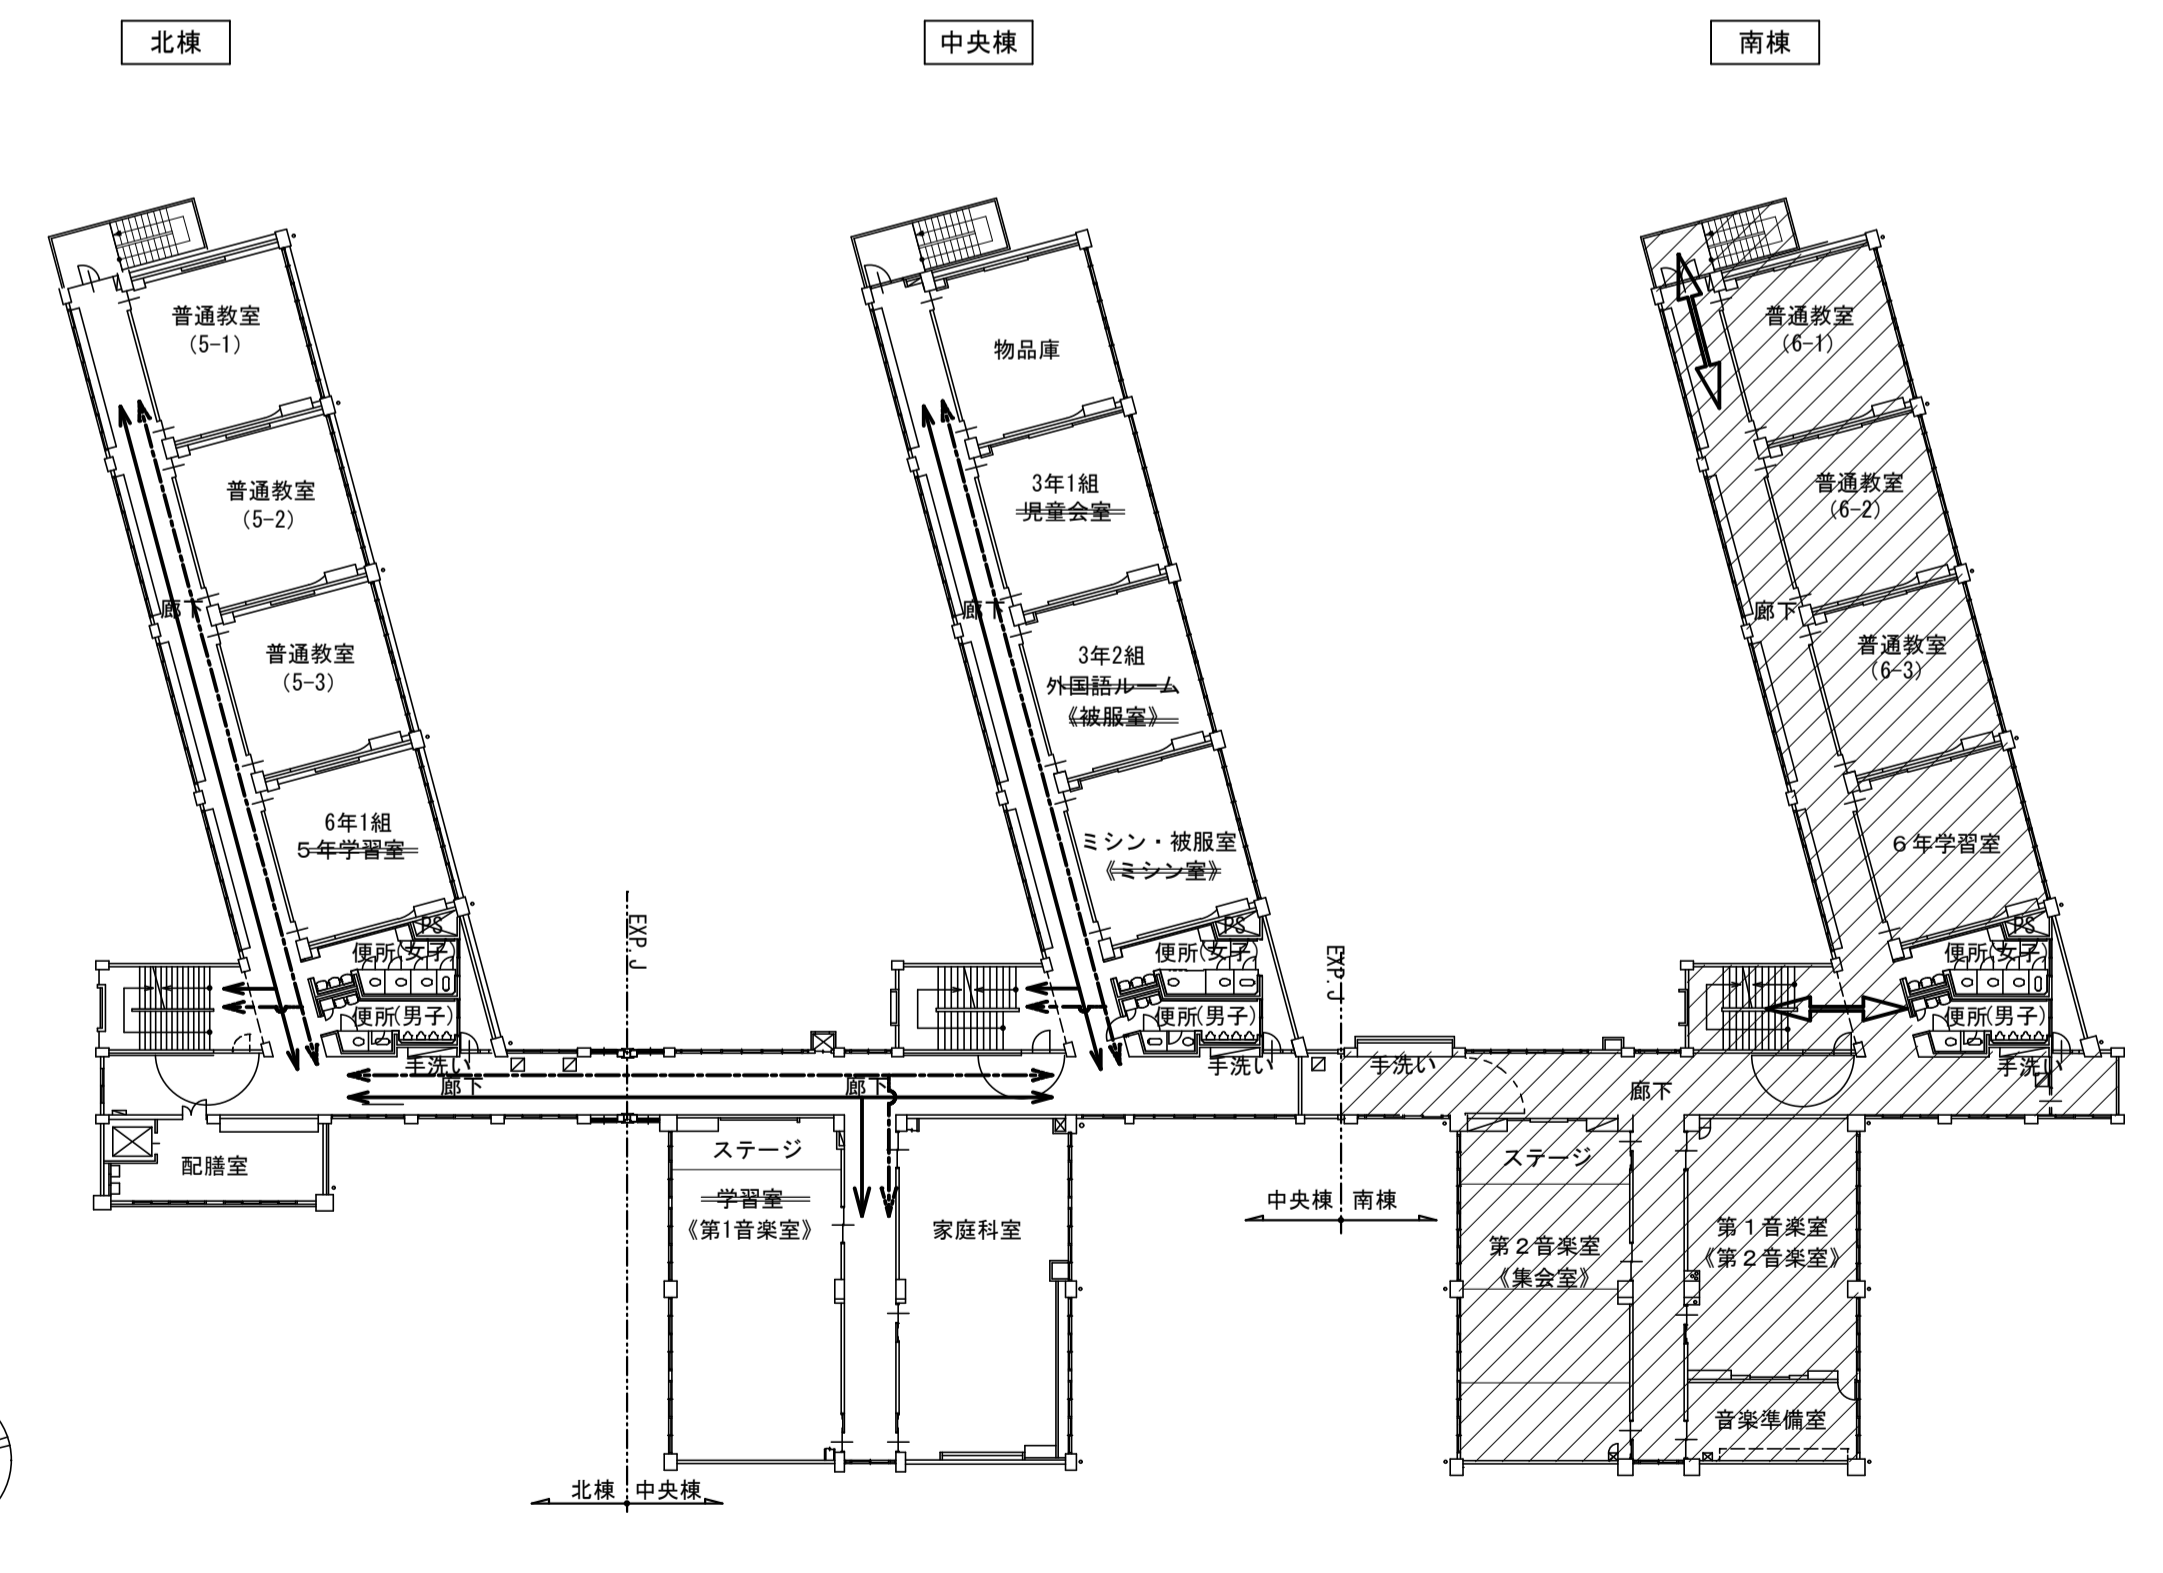 北棟
中央棟
南棟
普通教室
(5-1)
普通教室
(5-2)
普通教室
(5-3)
6年1組
５年学習室
廊下
PS
便所(女子)
便所(男子)
手洗い
廊下
配膳室
EXP.J
北棟 中央棟
物品庫
3年1組
児童会室
3年2組
外国語ルーム
《被服室》
ミシン・被服室
《ミシン室》
廊下
PS
便所(女子)
便所(男子)
手洗い
廊下
ステージ
学習室
《第1音楽室》
家庭科室
EXP.J
中央棟 南棟
普通教室
(6-1)
普通教室
(6-2)
普通教室
(6-3)
６年学習室
廊下
PS
便所(女子)
便所(男子)
手洗い
手洗い
廊下
ステージ
第２音楽室
《集会室》
第１音楽室
《第２音楽室》
音楽準備室